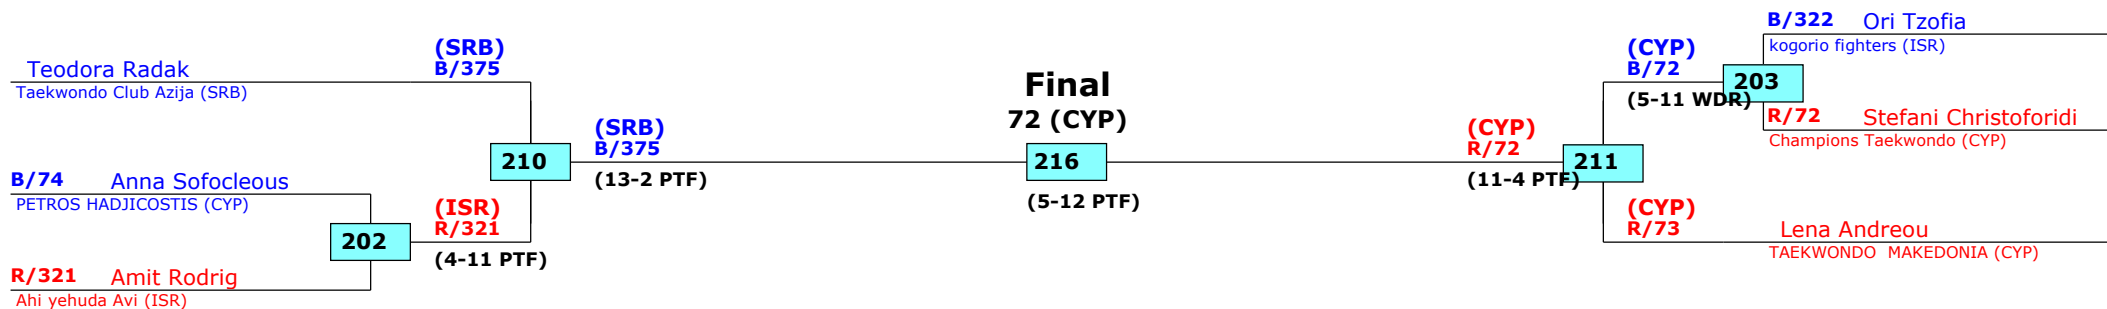 (SRB)
B/375
Teodora Radak
Taekwondo Club Azija (SRB)
B/74 Anna Sofocleous
PETROS HADJICOSTIS (CYP)
202
R/321 Amit Rodrig
Ahi yehuda Avi (ISR)
(ISR)
R/321
(4-11 PTF)
210
(SRB)
B/375
(13-2 PTF)
Final
72 (CYP)
216
(5-12 PTF)
(CYP)
R/72
(11-4 PTF)
211
(CYP)
B/72
(5-11 WDR)
203
B/322 Ori Tzofia
kogorio fighters (ISR)
R/72 Stefani Christoforidi
Champions Taekwondo (CYP)
(CYP)
R/73
Lena Andreou
TAEKWONDO  MAKEDONIA (CYP)